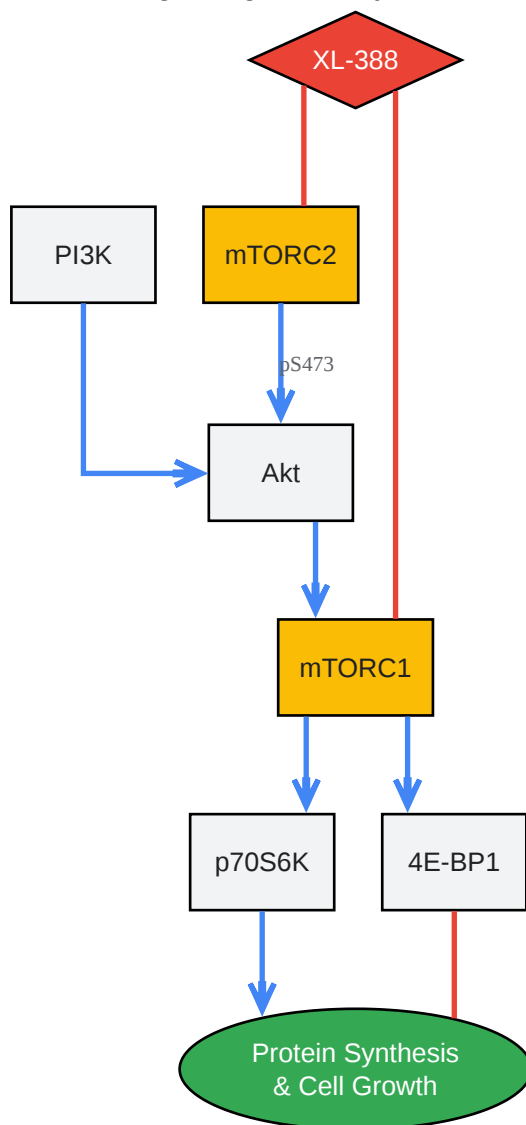 XL-388
PI3K
mTORC2
pS473
Akt
mTORC1
p70S6K
4E-BP1
Protein Synthesis
& Cell Growth